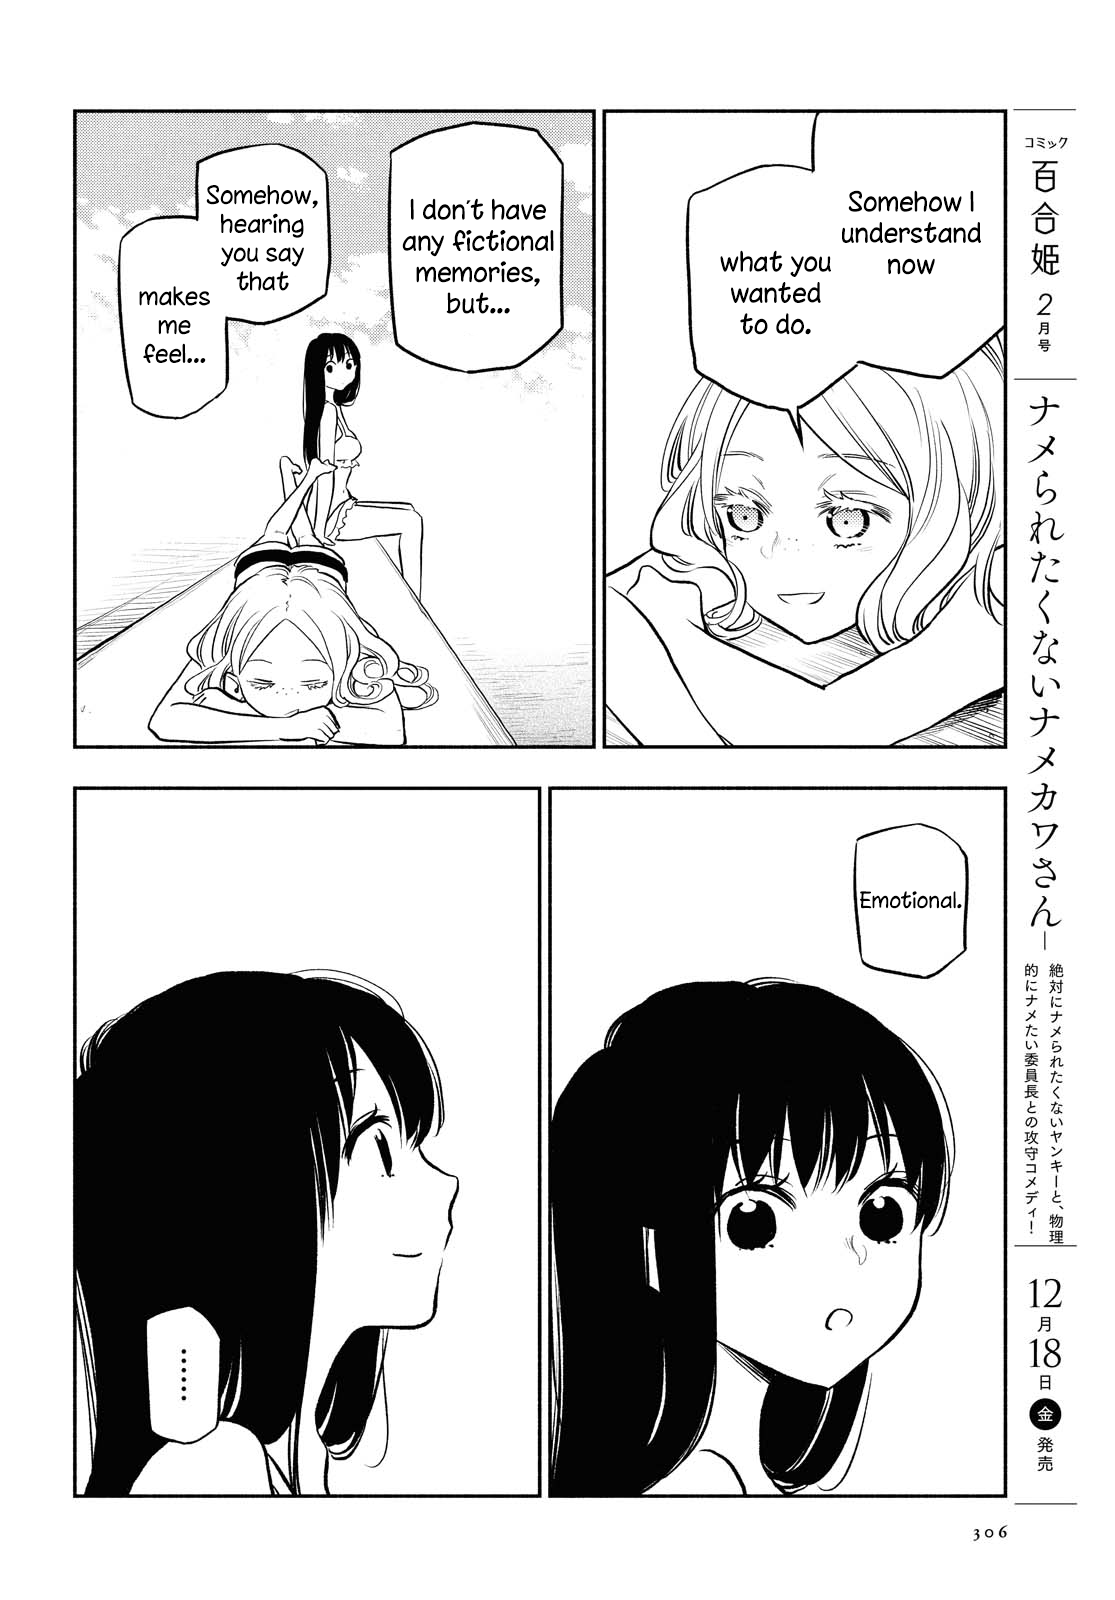 Somehow I
understand
now
what you
wanted
to do.
I don't have
any fictional
memories,
but...
Somehow,
hearing
you say
that
makes
me
feel...
Emotional.
.......
コミック
百合姫
2月号
ナメられたくないナメカワさん—
絶対にナメられたくないヤンキーと、物理
的にナメたい委員長との攻守コメディ！
12月18日㊎発売
306